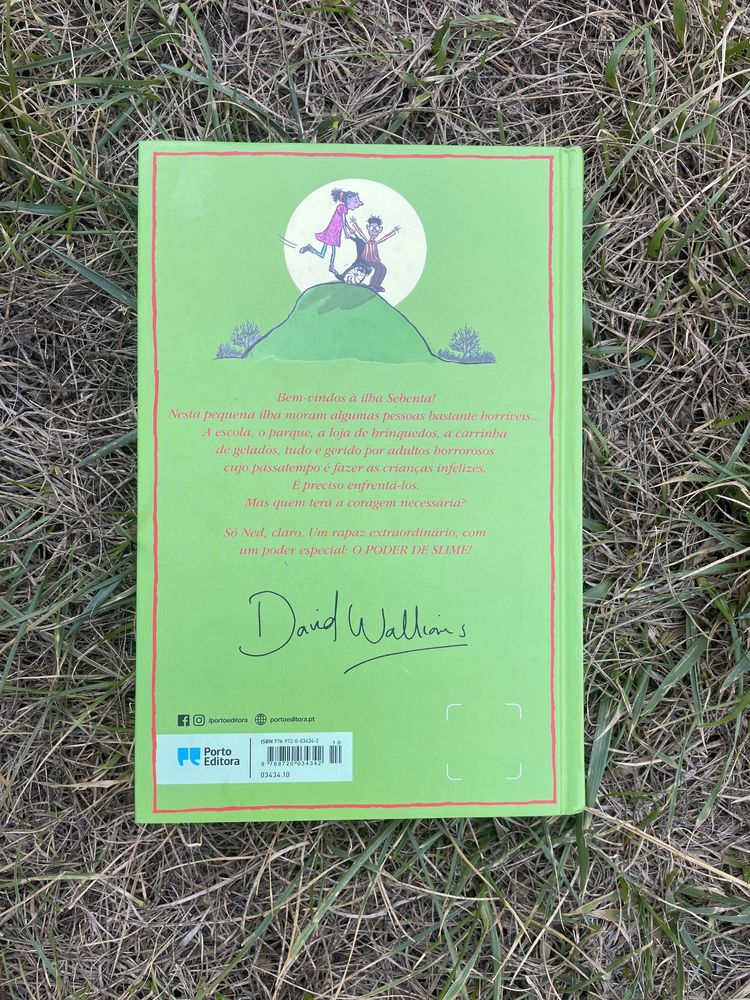 Bem-vindos à ilha Sebenta!
Nesta pequena ilha moram algumas pessoas bastante horríveis...
A escola, o parque, a loja de brinquedos, a carrinha
de gelados, tudo é gerido por adultos horrorosos
cujo passatempo é fazer as crianças infelizes.
É preciso enfrentá-los.
Mas quem terá a coragem necessária?
Só Ned, claro. Um rapaz extraordinário, com
um poder especial: O PODER DE SLIME!
David Walliams
/portoeditora portoeditora.pt
Porto
Editora
ISBN 978-972-0-03434-2
10
9 789720 034342
03434.10